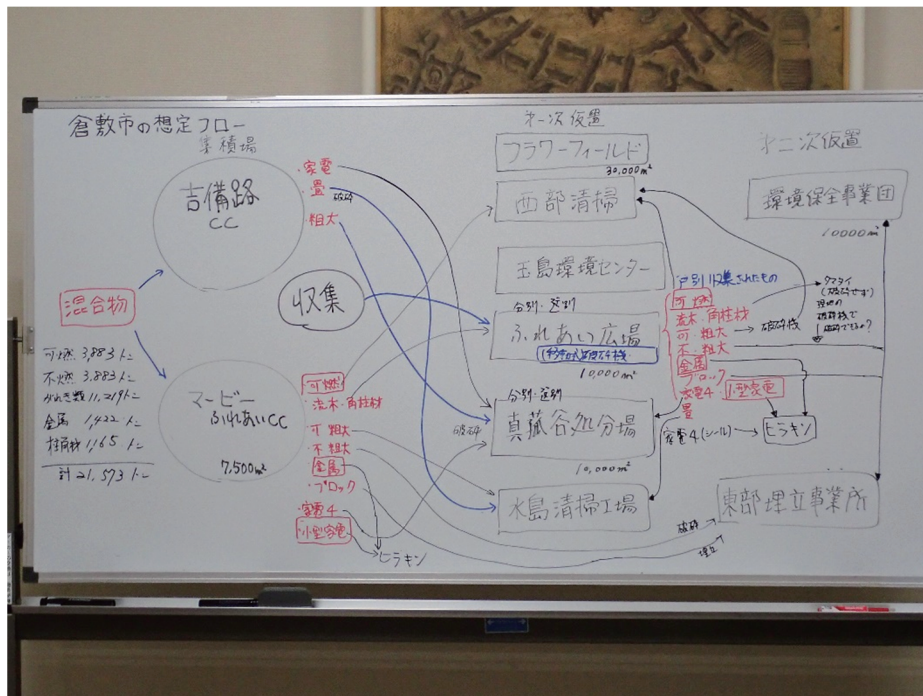 倉敷市の想定フロー
集積場
吉備路
CC
・家電
・畳
破砕
・粗大
混合物
収集
可燃 3,883トン
不燃 3,883トン
がれき類 11,219トン
金属 1,422トン
柱角材 1,165トン
計 21,573トン
マービー
ふれあいCC
7,500m²
・可燃
・流木・角柱材
・可粗大
・不粗大
・金属
・ブロック
・家電4
・小型家電
ヒラキン
第一次仮置
フラワーフィールド
30,000m²
西部清掃
玉島環境センター
分別・選別
ふれあい広場
(移動式)破砕機
10,000m²
分別・選別
破砕
真菰谷処分場
10,000m²
水島清掃工場
戸別収集されたもの
可燃
流木・角柱材
可・粗大
不・粗大
金属
ブロック
家電4
小型家電
畳
破砕機
家電4(シール)
ヒラキン
第二次仮置
環境保全事業団
10000m²
東部埋立事業所
破砕
埋立